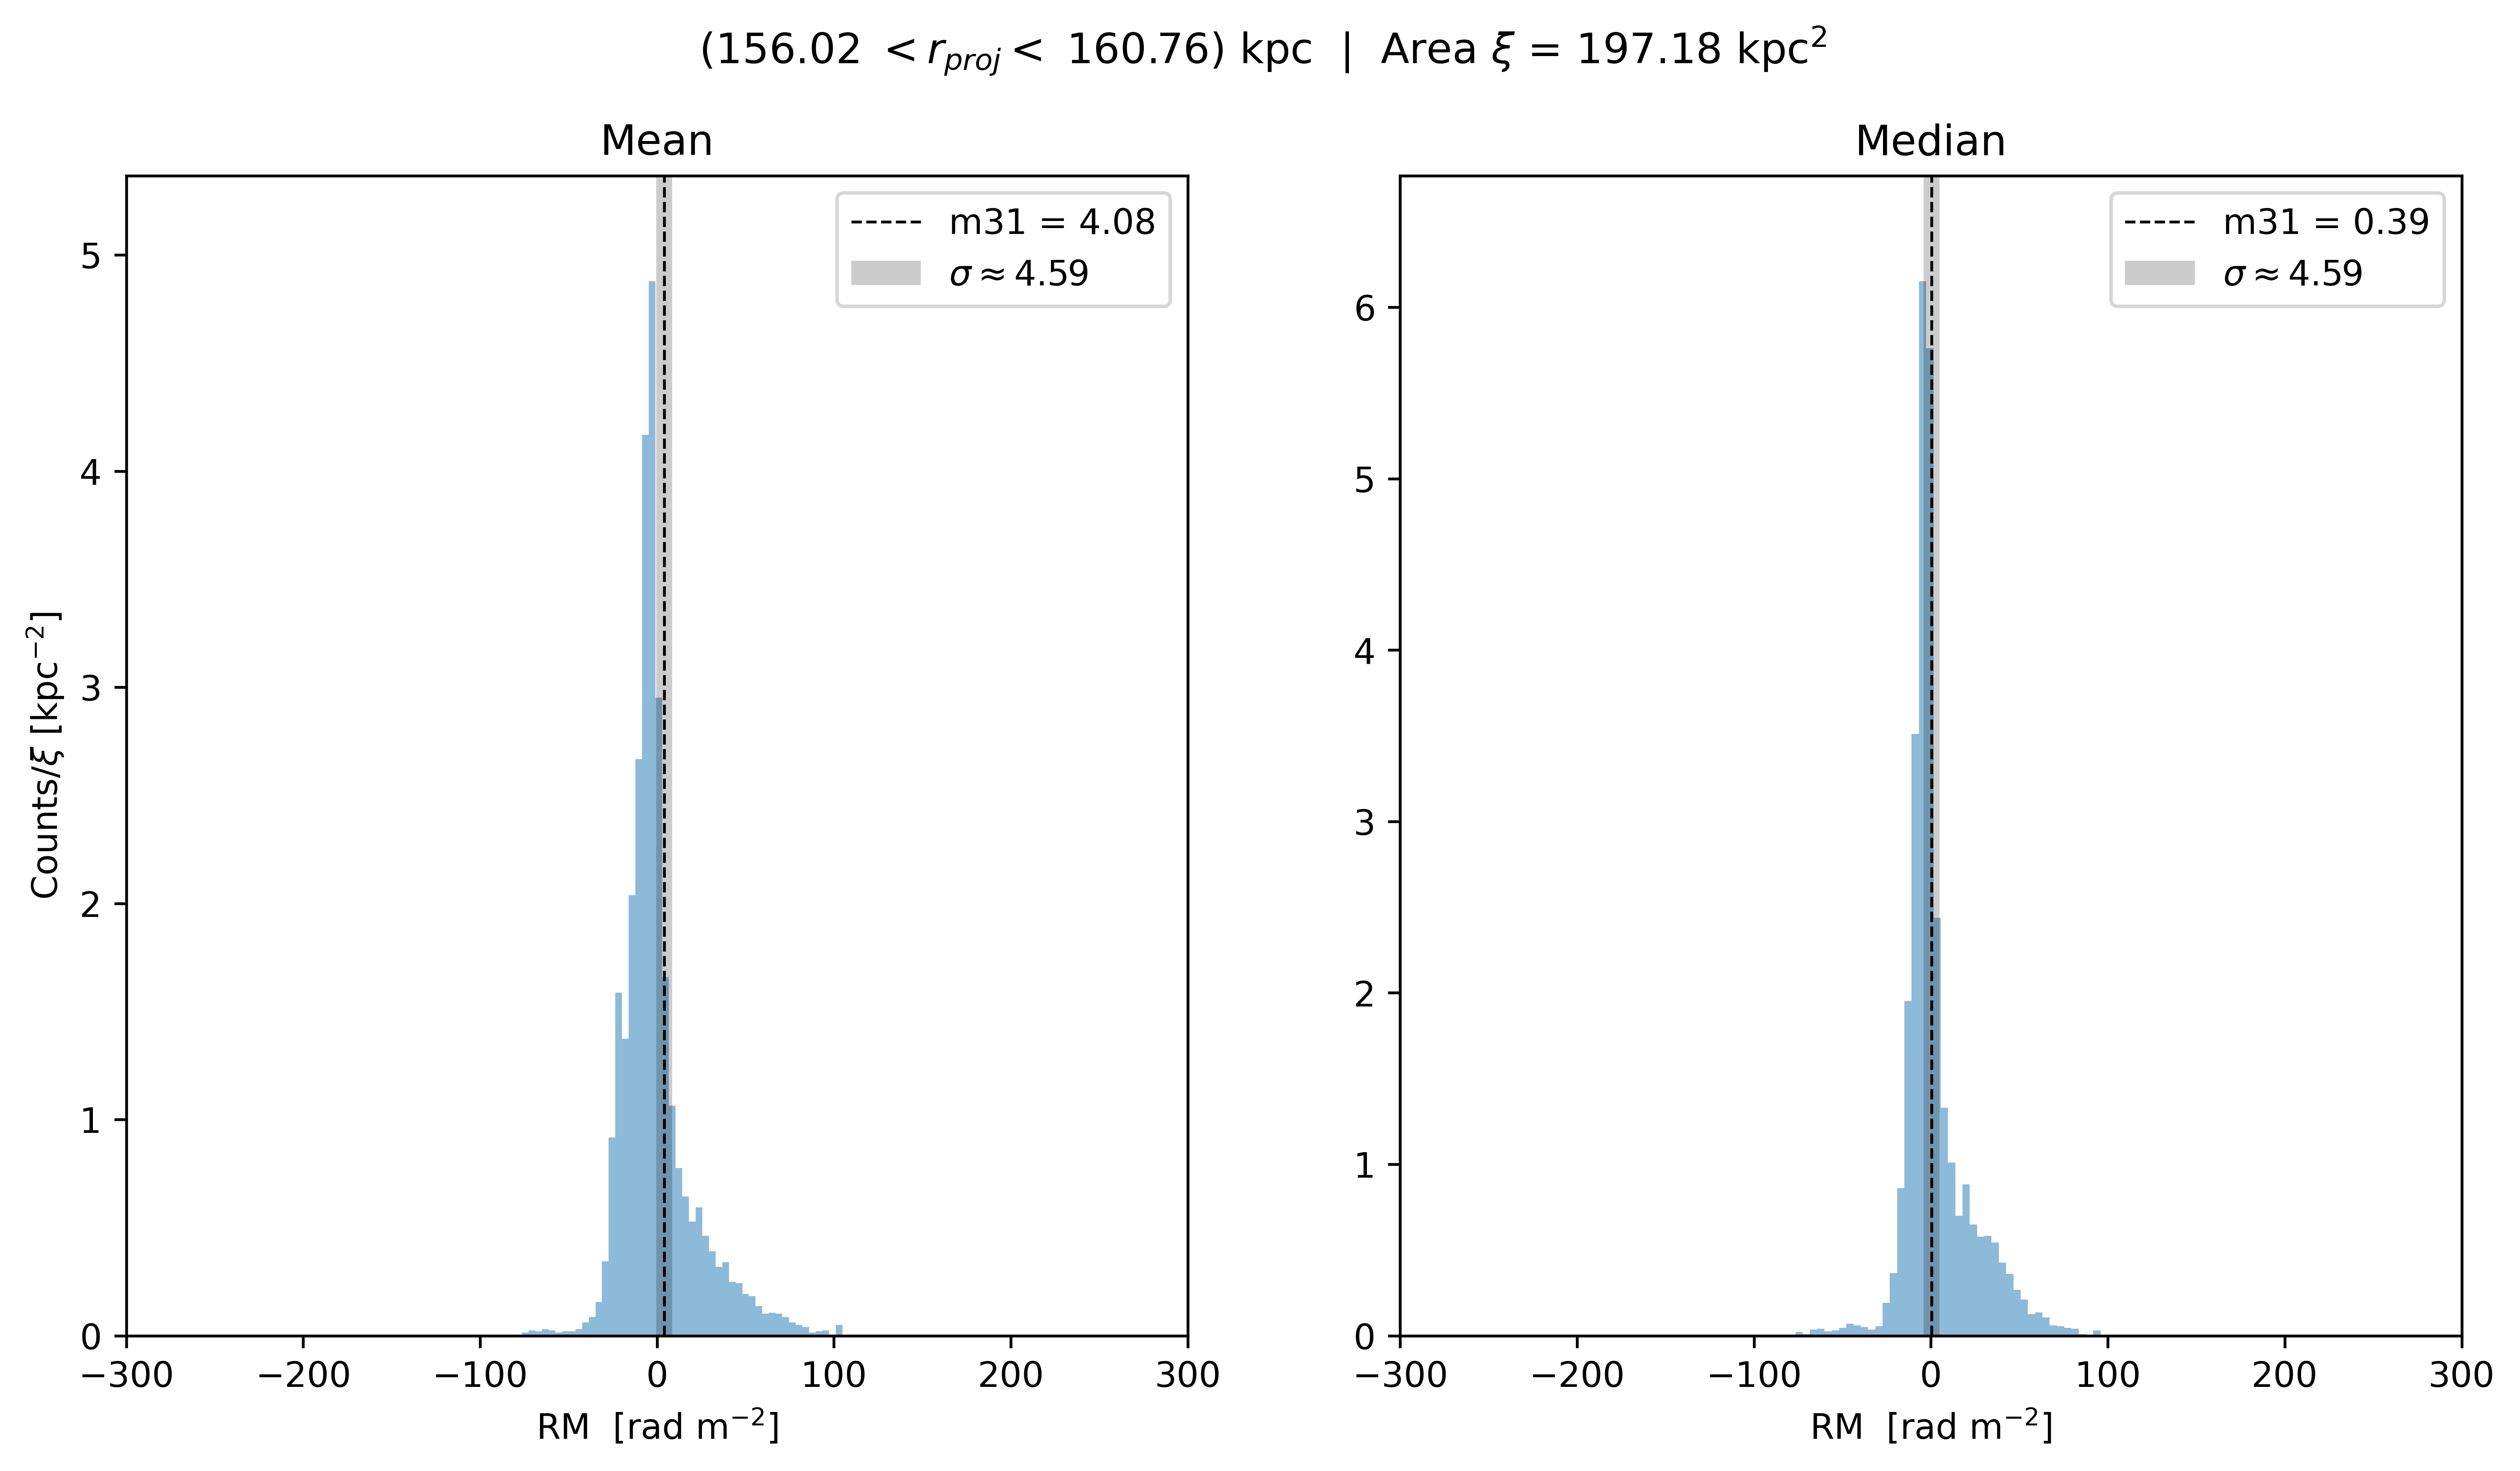 (156.02 < r_proj < 160.76) kpc | Area ξ = 197.18 kpc²
Mean
m31 = 4.08
σ ≈ 4.59
5
4
3
2
1
0
Counts/ξ [kpc⁻²]
−300 −200 −100 0 100 200 300
RM [rad m⁻²]
Median
m31 = 0.39
σ ≈ 4.59
6
5
4
3
2
1
0
−300 −200 −100 0 100 200 300
RM [rad m⁻²]